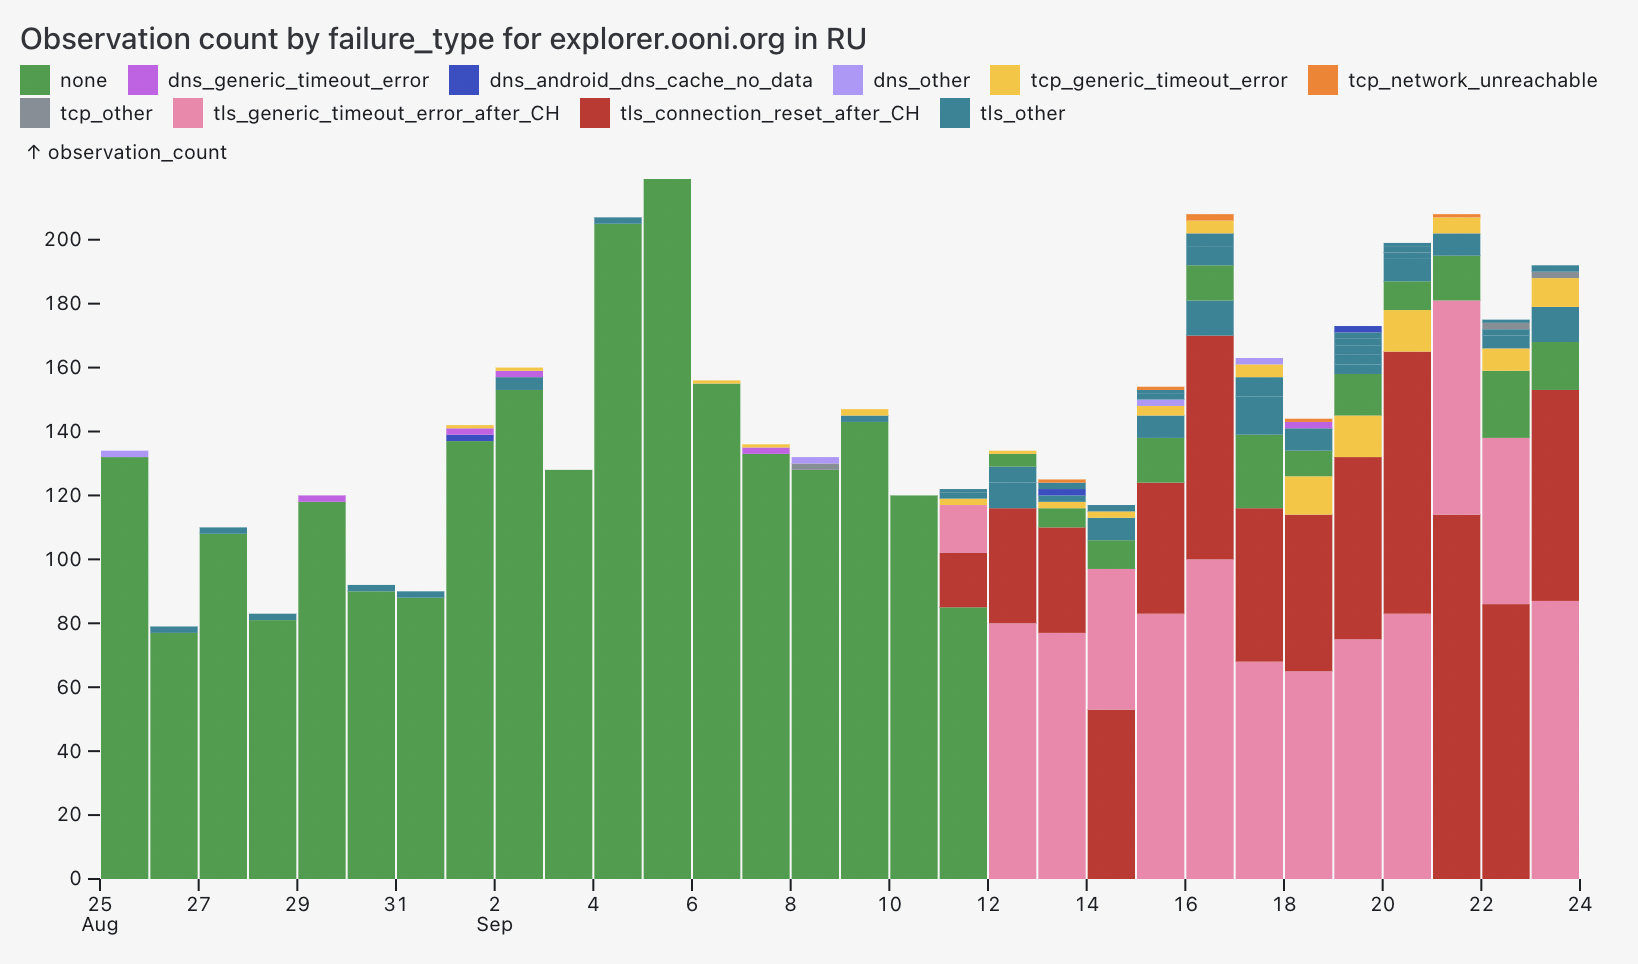 Observation count by failure_type for explorer.ooni.org in RU
none dns_generic_timeout_error dns_android_dns_cache_no_data dns_other tcp_generic_timeout_error tcp_network_unreachable
tcp_other tls_generic_timeout_error_after_CH tls_connection_reset_after_CH tls_other
↑ observation_count
200
180
160
140
120
100
80
60
40
20
0
25 27 29 31 2 4 6 8 10 12 14 16 18 20 22 24
Aug Sep